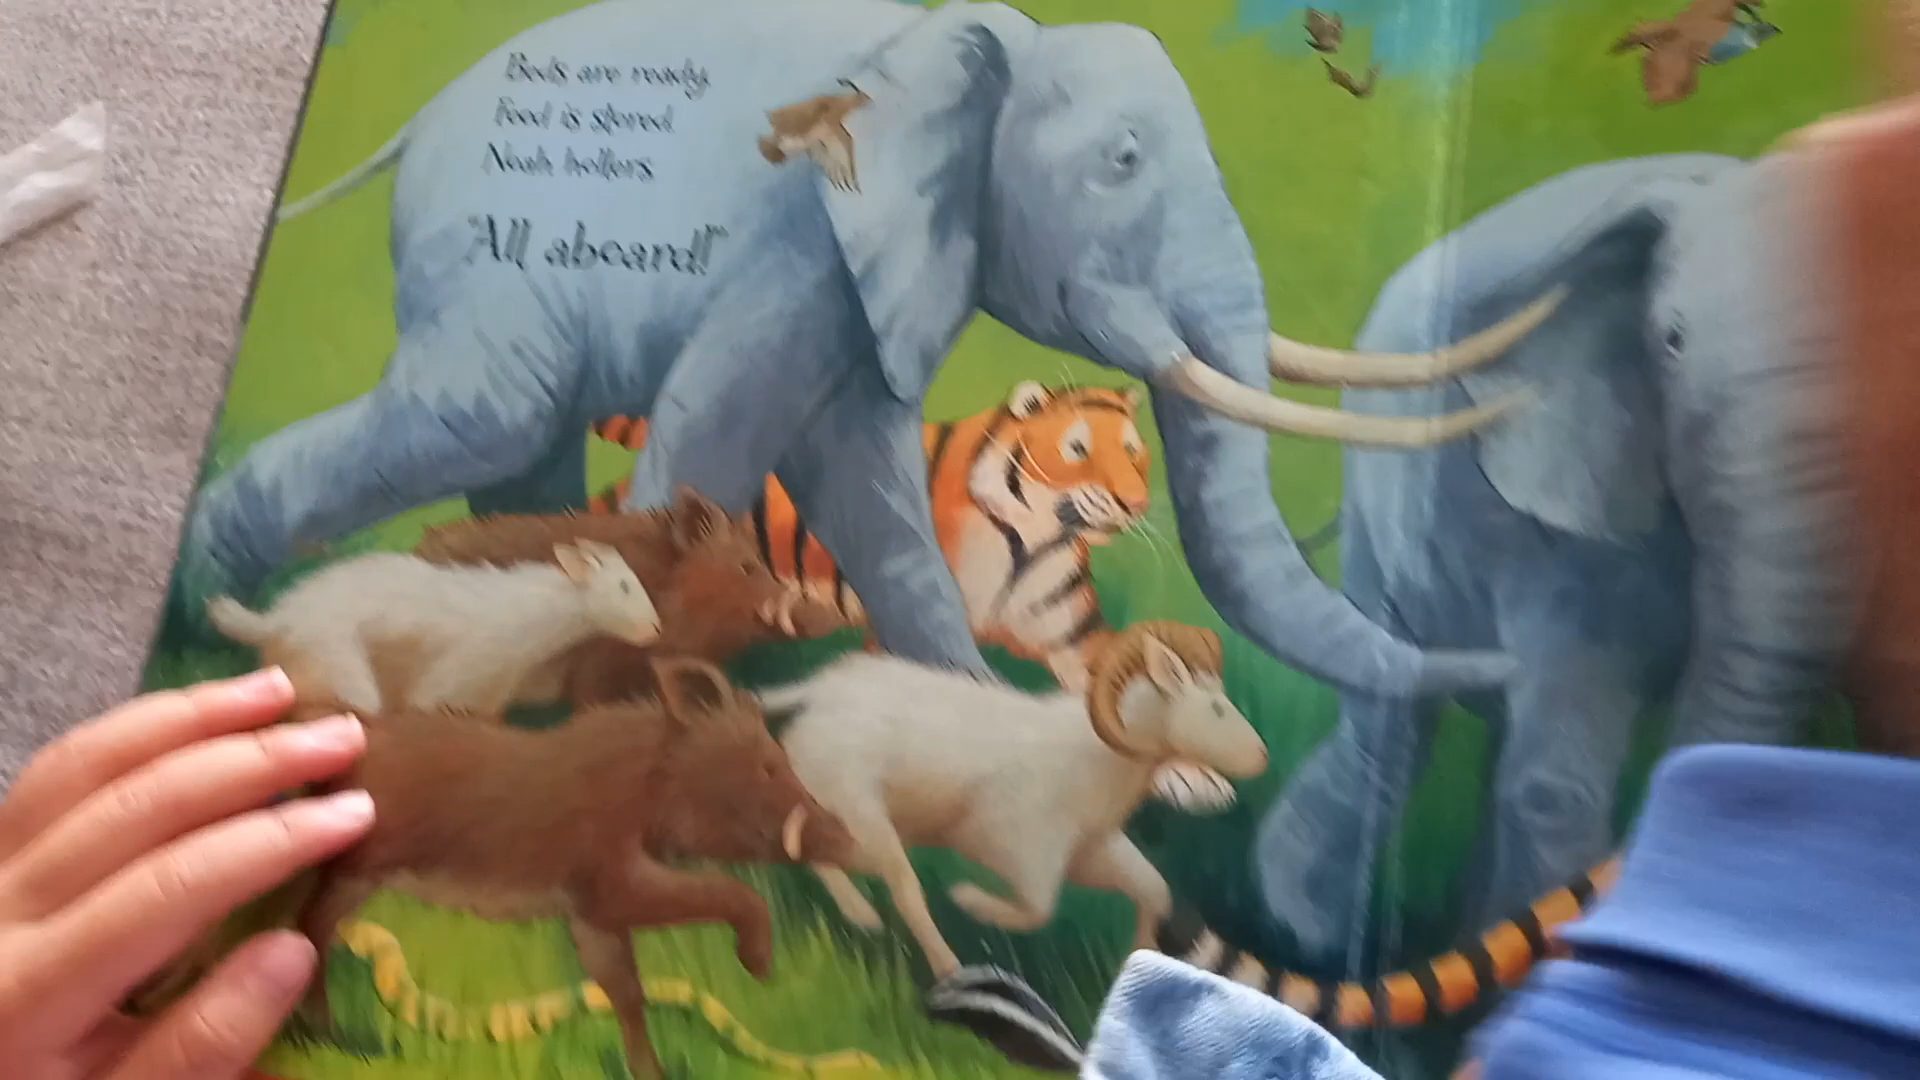 Beds are ready.
Food is stored.
Noah hollers
"All aboard!"